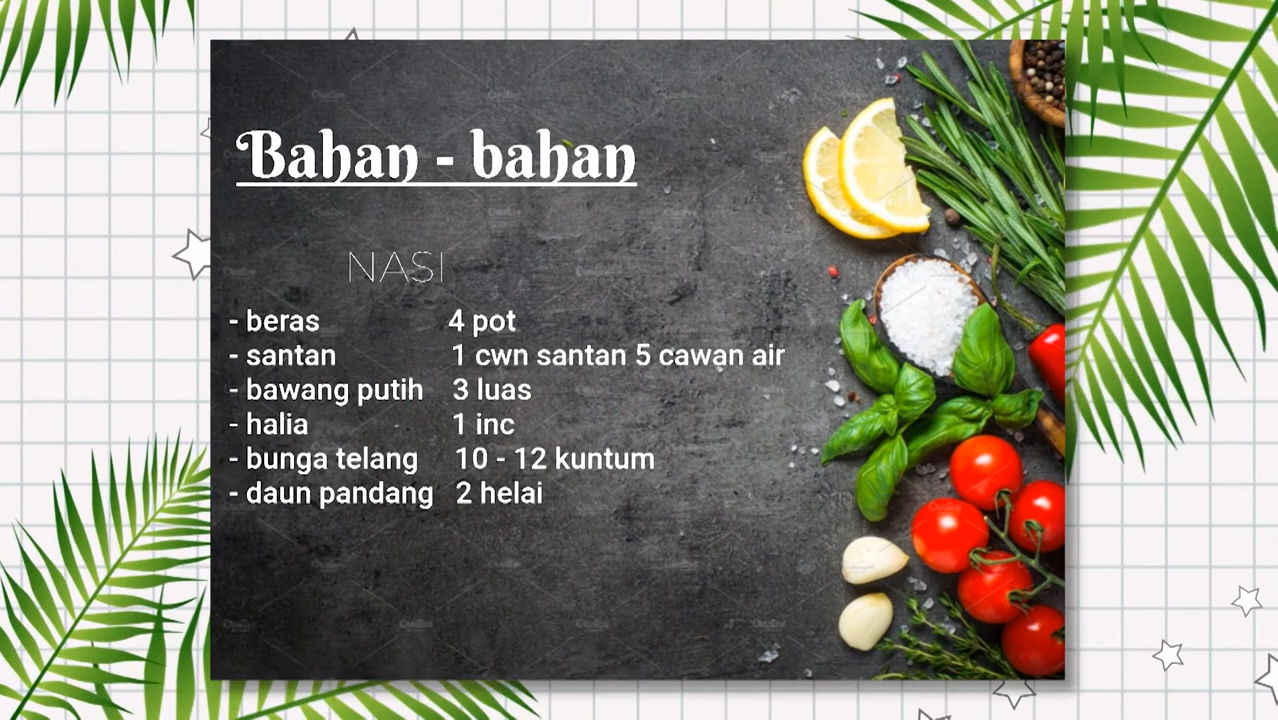 Bahan - bahan
NASI
- beras 4 pot
- santan 1 cwn santan 5 cawan air
- bawang putih 3 luas
- halia 1 inc
- bunga telang 10 - 12 kuntum
- daun pandang 2 helai